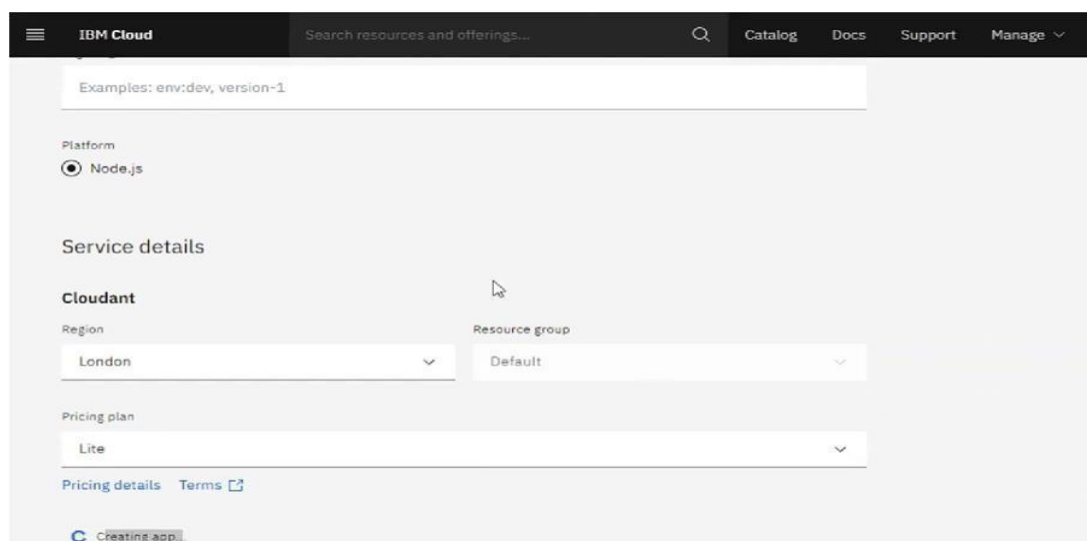 IBM Cloud Search resources and offerings... Catalog Docs Support Manage
Examples: env:dev, version-1
Platform
Node.js
Service details
Cloudant
Region Resource group
London Default
Pricing plan
Lite
Pricing details Terms
Creating app...